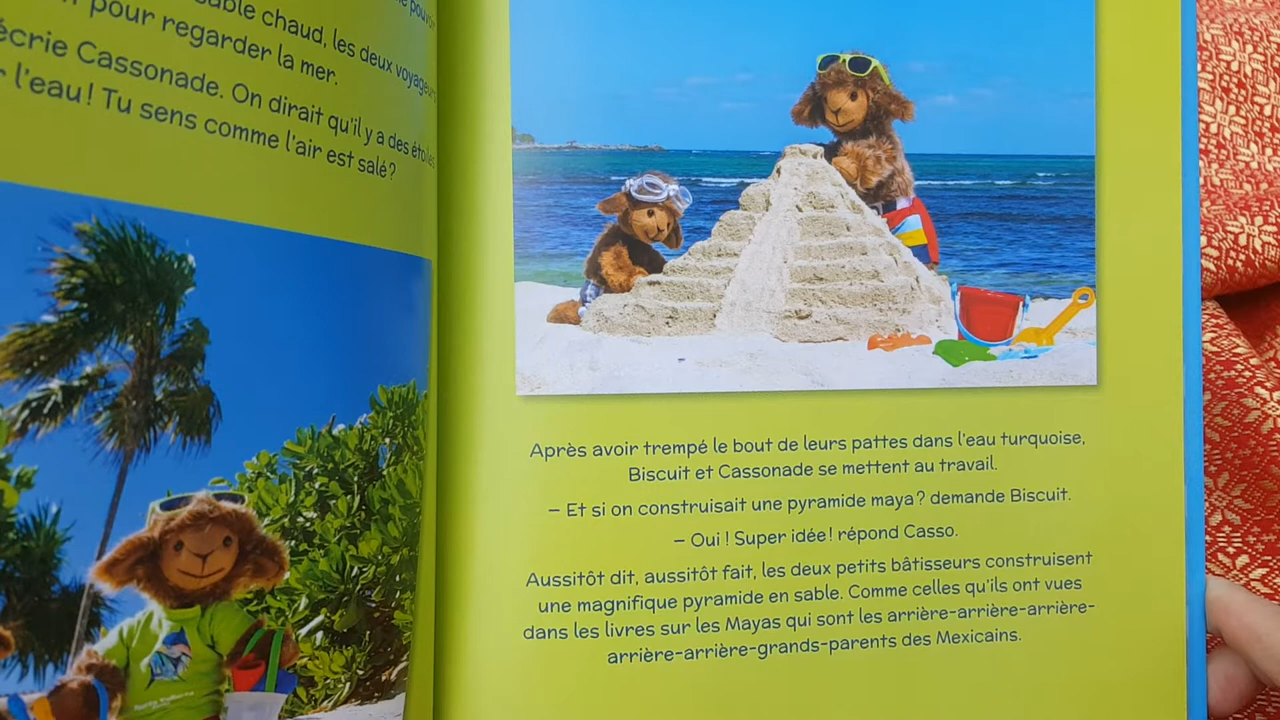 sable chaud, les deux voyageurs
pour regarder la mer.
écrie Cassonade. On dirait qu'il y a des étoiles
l'eau! Tu sens comme l'air est salé?
Après avoir trempé le bout de leurs pattes dans l'eau turquoise,
Biscuit et Cassonade se mettent au travail.
– Et si on construisait une pyramide maya? demande Biscuit.
– Oui ! Super idée! répond Casso.
Aussitôt dit, aussitôt fait, les deux petits bâtisseurs construisent
une magnifique pyramide en sable. Comme celles qu'ils ont vues
dans les livres sur les Mayas qui sont les arrière-arrière-arrière-
arrière-arrière-grands-parents des Mexicains.